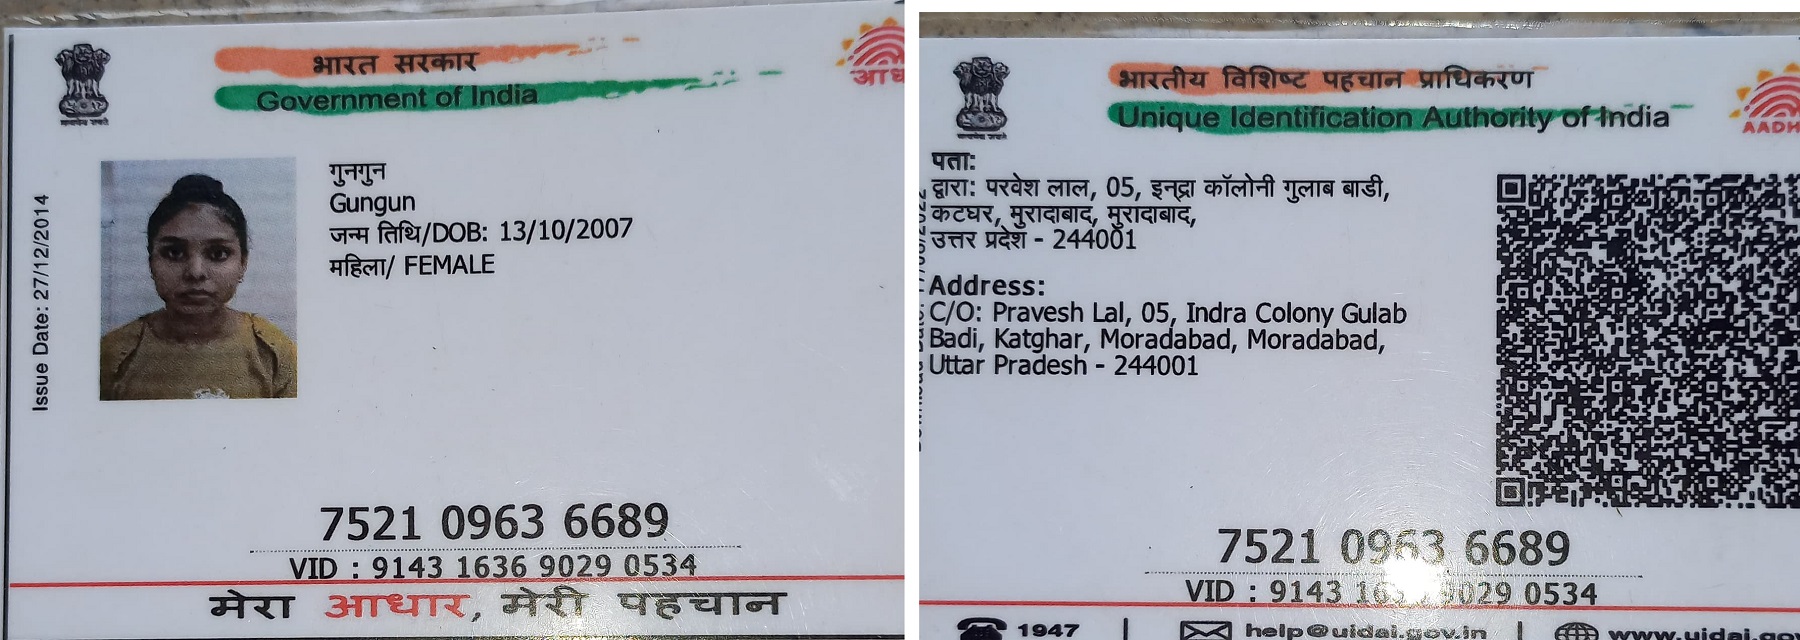 भारत सरकार
Government of India
Issue Date: 27/12/2014
गुनगुन
Gungun
जन्म तिथि/DOB: 13/10/2007
महिला/ FEMALE
7521 0963 6689
VID : 9143 1636 9029 0534
मेरा आधार, मेरी पहचान
भारतीय विशिष्ट पहचान प्राधिकरण
Unique Identification Authority of India
पता:
द्वारा: परवेश लाल, 05, इन्द्रा कॉलोनी गुलाब बाडी,
कटघर, मुरादाबाद, मुरादाबाद,
उत्तर प्रदेश - 244001
Address:
C/O: Pravesh Lal, 05, Indra Colony Gulab
Badi, Katghar, Moradabad, Moradabad,
Uttar Pradesh - 244001
7521 0963 6689
VID : 9143 9029 0534
1947 | help@uidai.gov.in |